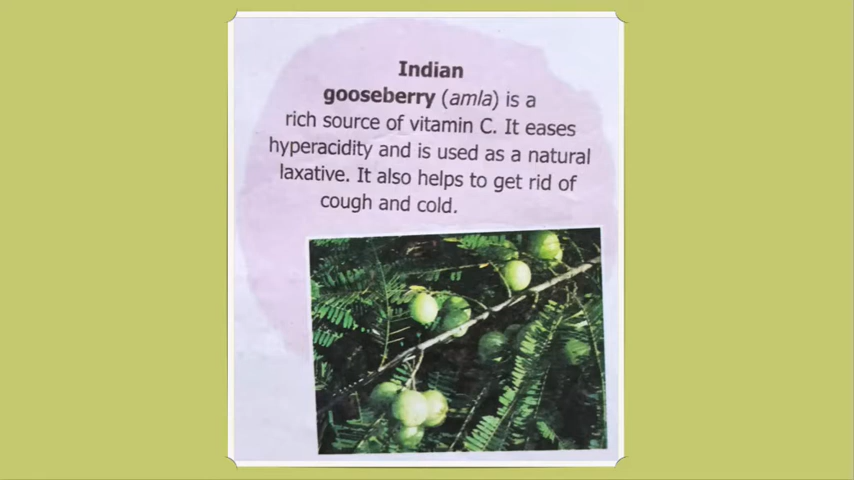 Indian
gooseberry (amla) is a
rich source of vitamin C. It eases
hyperacidity and is used as a natural
laxative. It also helps to get rid of
cough and cold.